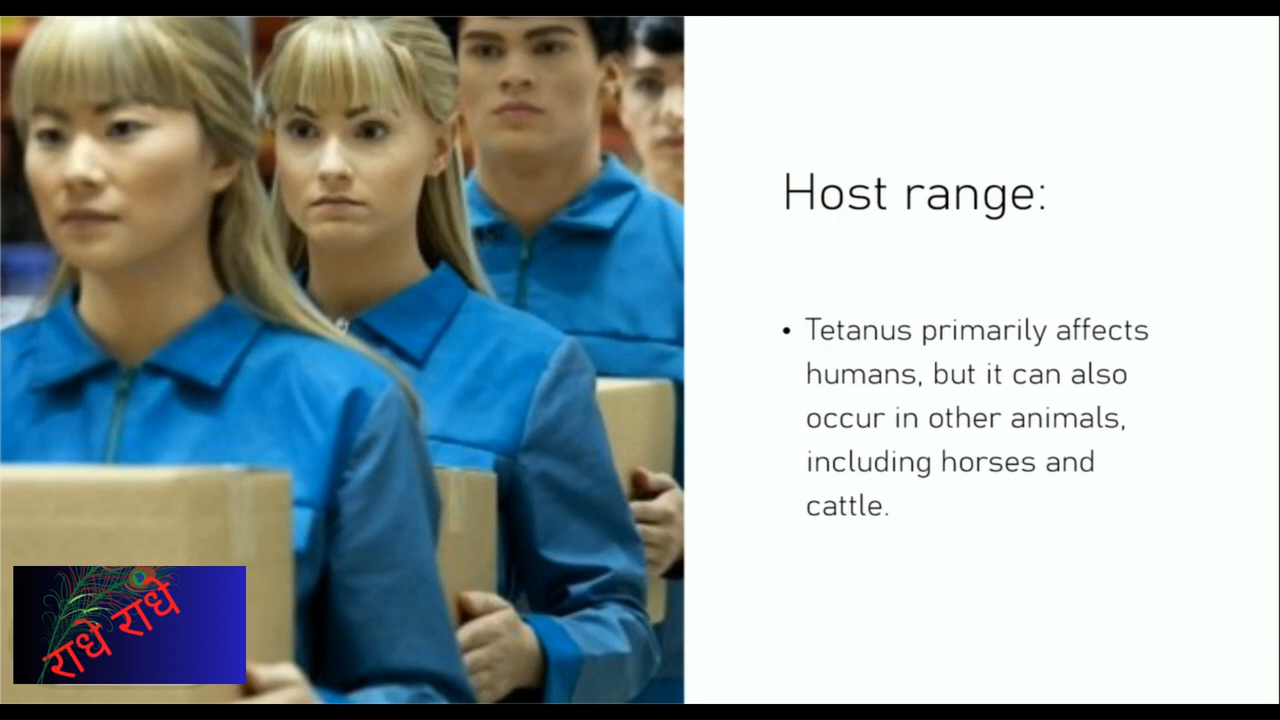 Host range:
• Tetanus primarily affects
humans, but it can also
occur in other animals,
including horses and
cattle.
राधे राधे